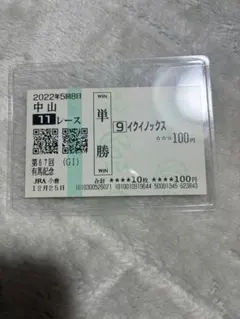 2022年5回8日
中山
11レース
第67回 (GⅠ)
有馬記念
JRA 小倉
12月25日
WIN
単勝
WIN
9 イクイノックス
☆☆☆100円
合計 ★★★★10枚 ★★★★100円